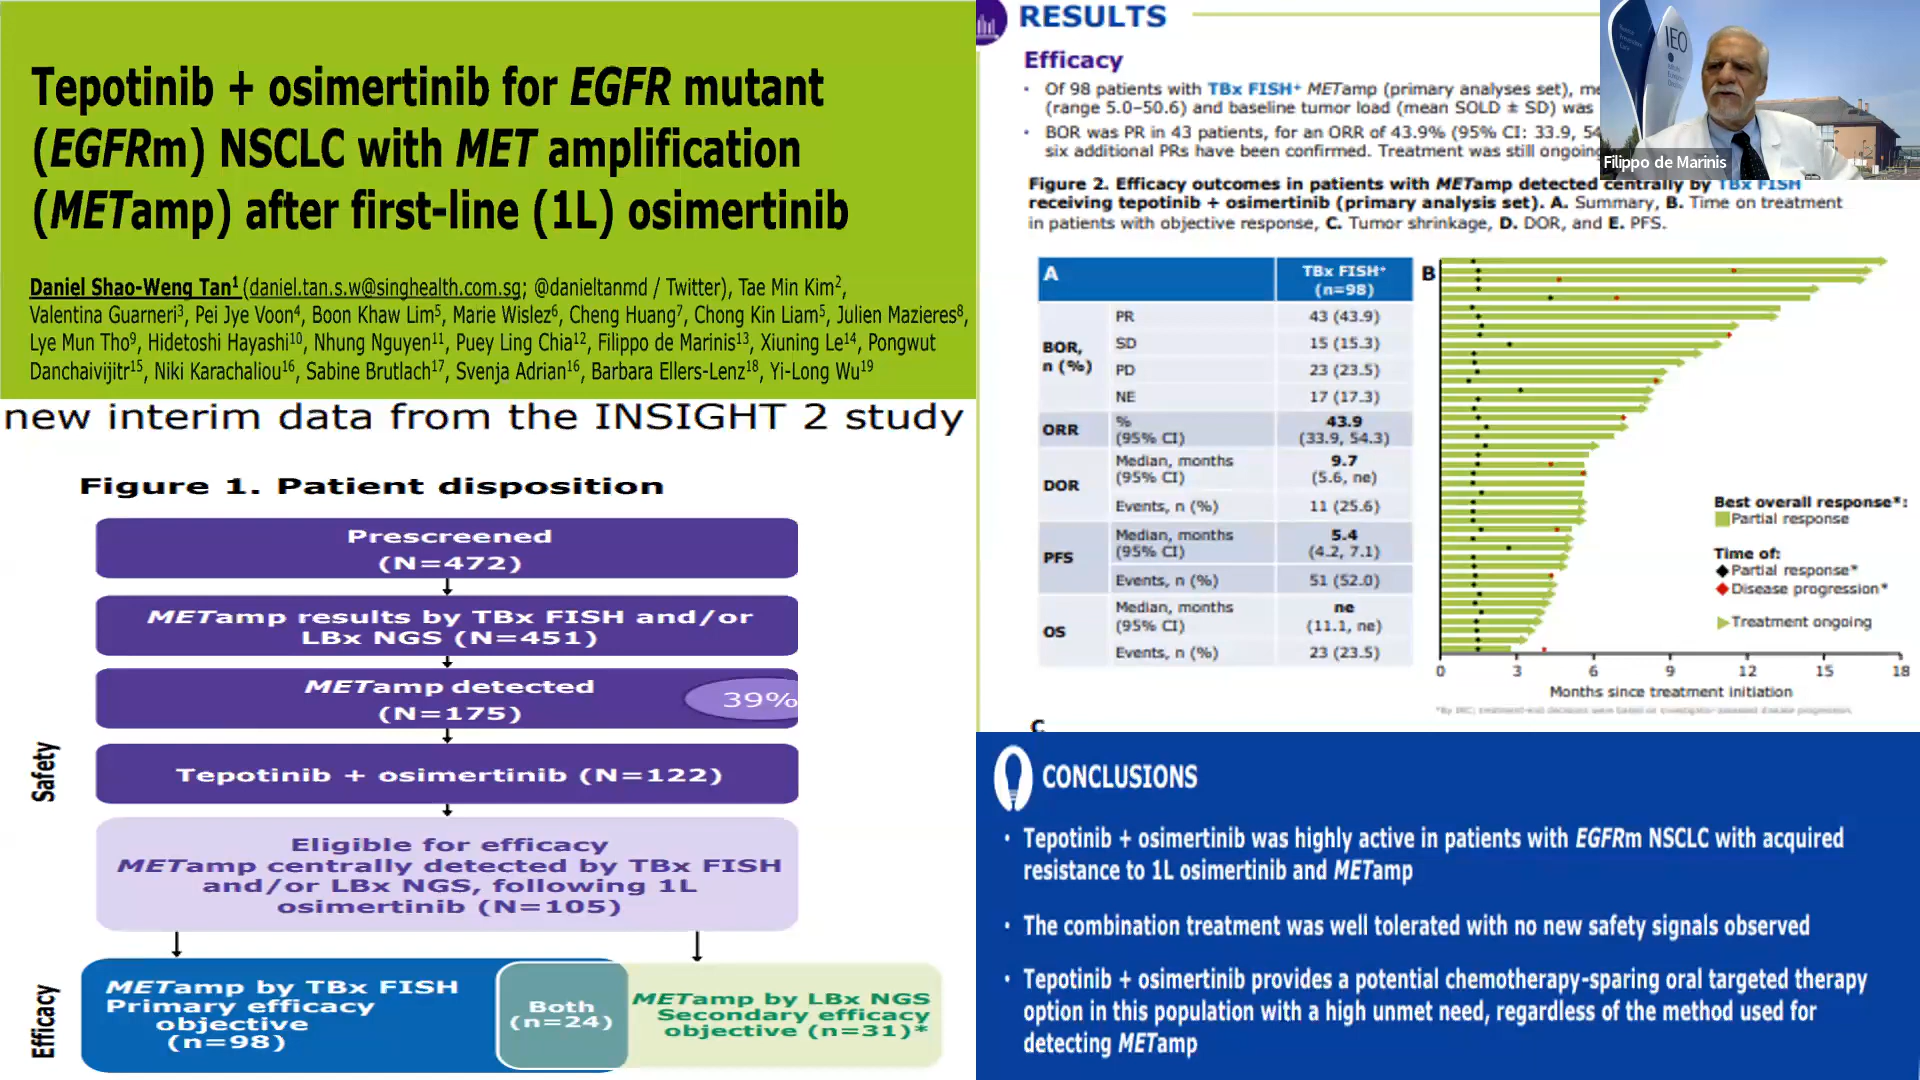 Tepotinib + osimertinib for EGFR mutant
(EGFRm) NSCLC with MET amplification
(METamp) after first-line (1L) osimertinib
Daniel Shao-Weng Tan1 (daniel.tan.s.w@singhealth.com.sg; @danieltanmd / Twitter), Tae Min Kim2,
Valentina Guarneri3, Pei Jye Voon4, Boon Khaw Lim5, Marie Wislez6, Cheng Huang7, Chong Kin Liam5, Julien Mazieres8,
Lye Mun Tho9, Hidetoshi Hayashi10, Nhung Nguyen11, Puey Ling Chia12, Filippo de Marinis13, Xiuning Le14, Pongwut
Danchaivijitr15, Niki Karachaliou16, Sabine Brutlach17, Svenja Adrian16, Barbara Ellers-Lenz18, Yi-Long Wu19
new interim data from the INSIGHT 2 study
Figure 1. Patient disposition
Prescreened
(N=472)
METamp results by TBx FISH and/or
LBx NGS (N=451)
METamp detected
(N=175)
39%
Safety
Tepotinib + osimertinib (N=122)
Eligible for efficacy
METamp centrally detected by TBx FISH
and/or LBx NGS, following 1L
osimertinib (N=105)
Efficacy
METamp by TBx FISH
Primary efficacy
objective
(n=98)
Both
(n=24)
METamp by LBx NGS
Secondary efficacy
objective (n=31)*
RESULTS
Efficacy
• Of 98 patients with TBx FISH+ METamp (primary analyses set), me
(range 5.0–50.6) and baseline tumor load (mean SOLD ± SD) was
• BOR was PR in 43 patients, for an ORR of 43.9% (95% CI: 33.9, 54
six additional PRs have been confirmed. Treatment was still ongoing
IEO
Filippo de Marinis
Figure 2. Efficacy outcomes in patients with METamp detected centrally by TBx FISH
receiving tepotinib + osimertinib (primary analysis set). A. Summary, B. Time on treatment
in patients with objective response, C. Tumor shrinkage, D. DOR, and E. PFS.
A TBx FISH+
(n=98)
BOR,
n (%)
PR 43 (43.9)
SD 15 (15.3)
PD 23 (23.5)
NE 17 (17.3)
ORR % 43.9
(95% CI) (33.9, 54.3)
DOR Median, months 9.7
(95% CI) (5.6, ne)
Events, n (%) 11 (25.6)
PFS Median, months 5.4
(95% CI) (4.2, 7.1)
Events, n (%) 51 (52.0)
OS Median, months ne
(95% CI) (11.1, ne)
Events, n (%) 23 (23.5)
B
Best overall response*:
Partial response
Time of:
Partial response*
Disease progression*
Treatment ongoing
0 3 6 9 12 15 18
Months since treatment initiation
C
CONCLUSIONS
• Tepotinib + osimertinib was highly active in patients with EGFRm NSCLC with acquired
resistance to 1L osimertinib and METamp
• The combination treatment was well tolerated with no new safety signals observed
• Tepotinib + osimertinib provides a potential chemotherapy-sparing oral targeted therapy
option in this population with a high unmet need, regardless of the method used for
detecting METamp